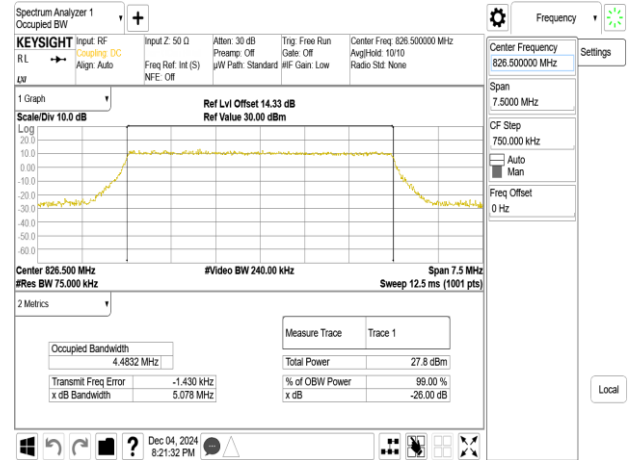 Spectrum Analyzer 1
Occupied BW
Frequency
KEYSIGHT
RL
LXI
Input: RF
Coupling: DC
Align: Auto
Input Z: 50 Ω
Freq Ref: Int (S)
NFE: Off
Atten: 30 dB
Preamp: Off
µW Path: Standard
Trig: Free Run
Gate: Off
#IF Gain: Low
Center Freq: 826.500000 MHz
Avg|Hold: 10/10
Radio Std: None
Center Frequency
826.500000 MHz
Settings
Span
7.5000 MHz
CF Step
750.000 kHz
Auto
Man
Freq Offset
0 Hz
Local
1 Graph
Scale/Div 10.0 dB
Ref Lvl Offset 14.33 dB
Ref Value 30.00 dBm
Log
20.0
10.0
0.00
-10.0
-20.0
-30.0
-40.0
-50.0
-60.0
Center 826.500 MHz
#Video BW 240.00 kHz
Span 7.5 MHz
#Res BW 75.000 kHz
Sweep 12.5 ms (1001 pts)
2 Metrics
Measure Trace Trace 1
Occupied Bandwidth
4.4832 MHz
Total Power 27.8 dBm
Transmit Freq Error -1.430 kHz
% of OBW Power 99.00 %
x dB Bandwidth 5.078 MHz
x dB -26.00 dB
?
Dec 04, 2024
8:21:32 PM